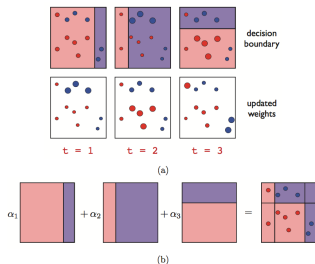 decision
boundary
updated
weights
t = 1 t = 2 t = 3
(a)
α₁ + α₂ + α₃ =
(b)